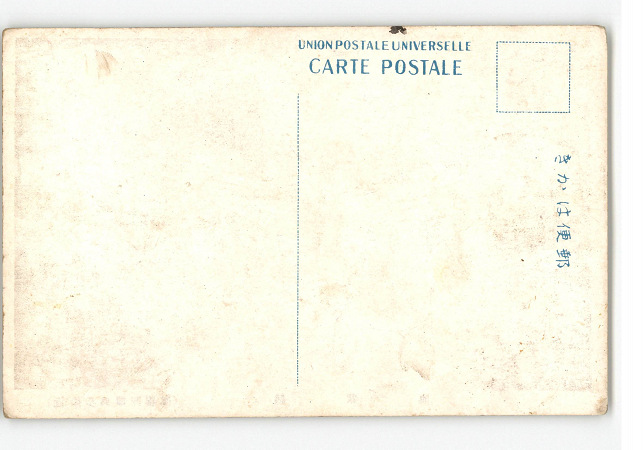 UNION POSTALE UNIVERSELLE
CARTE POSTALE
郵便はかき